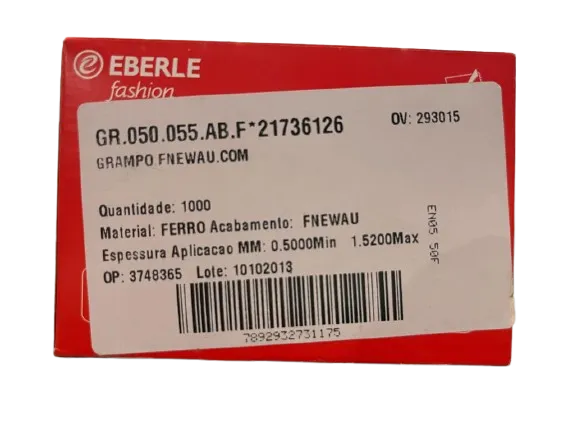 EBERLE
fashion
GR.050.055.AB.F*21736126
OV: 293015
GRAMPO FNEWAU.COM
Quantidade: 1000
Material: FERRO Acabamento: FNEWAU
Espessura Aplicacao MM: 0.5000Min 1.5200Max
OP: 3748365 Lote: 10102013
EN05 50F
7892932731175